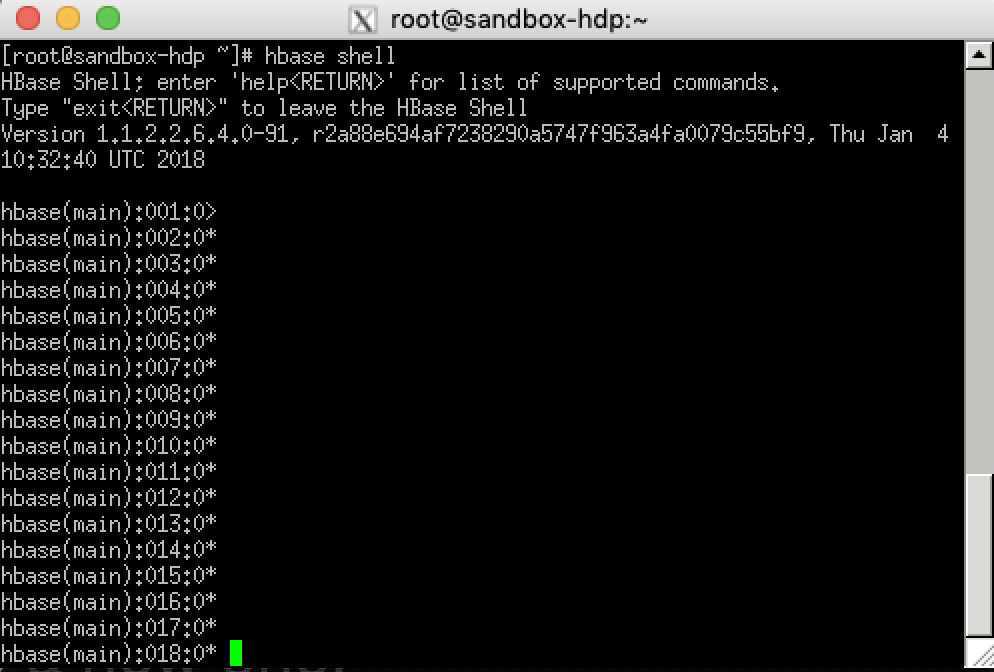 root@sandbox-hdp:~
[root@sandbox-hdp ~]# hbase shell
HBase Shell; enter 'help<RETURN>' for list of supported commands.
Type "exit<RETURN>" to leave the HBase Shell
Version 1.1.2.2.6.4.0-91, r2a88e694af7238290a5747f963a4fa0079c55bf9, Thu Jan  4
10:32:40 UTC 2018
hbase(main):001:0>
hbase(main):002:0*
hbase(main):003:0*
hbase(main):004:0*
hbase(main):005:0*
hbase(main):006:0*
hbase(main):007:0*
hbase(main):008:0*
hbase(main):009:0*
hbase(main):010:0*
hbase(main):011:0*
hbase(main):012:0*
hbase(main):013:0*
hbase(main):014:0*
hbase(main):015:0*
hbase(main):016:0*
hbase(main):017:0*
hbase(main):018:0*